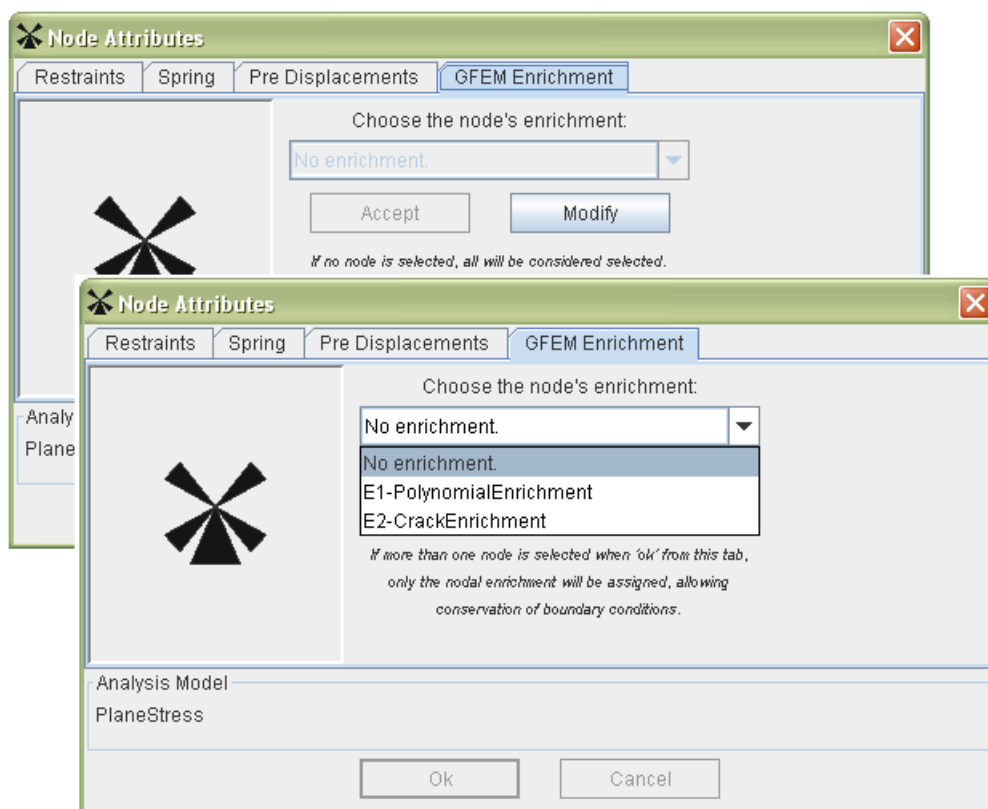 Node Attributes
Restraints Spring Pre Displacements GFEM Enrichment
Choose the node's enrichment:
No enrichment.
Accept Modify
If no node is selected, all will be considered selected.
Analy
Plane
Node Attributes
Restraints Spring Pre Displacements GFEM Enrichment
Choose the node's enrichment:
No enrichment.
No enrichment.
E1-PolynomialEnrichment
E2-CrackEnrichment
If more than one node is selected when 'ok' from this tab,
only the nodal enrichment will be assigned, allowing
conservation of boundary conditions.
Analysis Model
PlaneStress
Ok Cancel